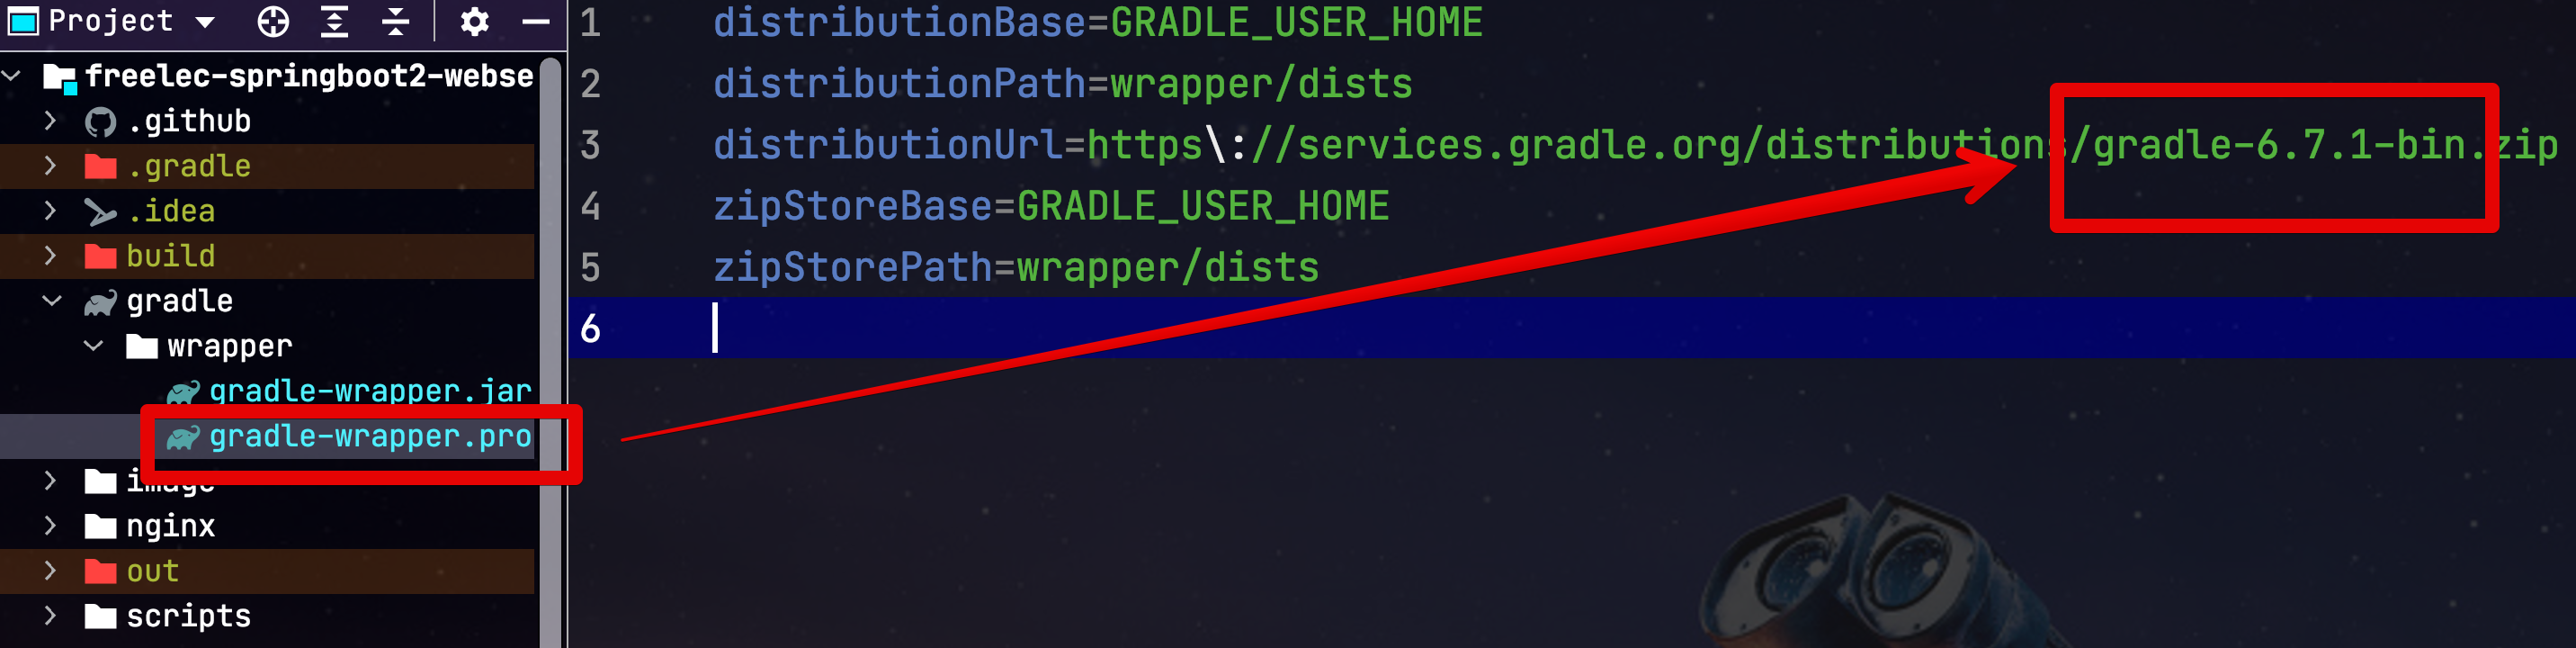 Project
freelec-springboot2-webse
.github
.gradle
.idea
build
gradle
wrapper
gradle-wrapper.jar
gradle-wrapper.pro
image
nginx
out
scripts
1 distributionBase=GRADLE_USER_HOME
2 distributionPath=wrapper/dists
3 distributionUrl=https\://services.gradle.org/distributions/gradle-6.7.1-bin.zip
4 zipStoreBase=GRADLE_USER_HOME
5 zipStorePath=wrapper/dists
6